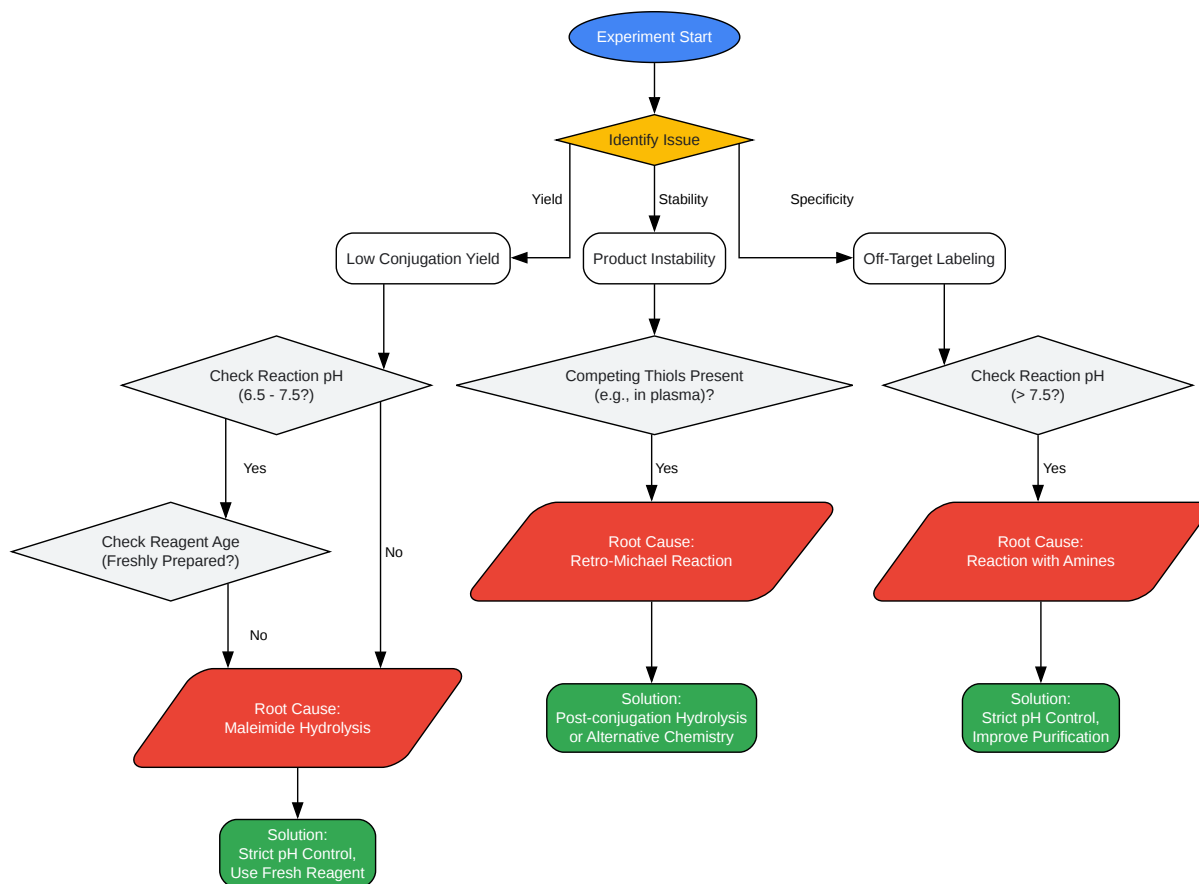 Experiment Start
Identify Issue
Yield
Stability
Specificity
Low Conjugation Yield
Product Instability
Off-Target Labeling
Check Reaction pH
(6.5 - 7.5?)
Competing Thiols Present
(e.g., in plasma)?
Check Reaction pH
(> 7.5?)
Yes
Yes
Yes
Check Reagent Age
(Freshly Prepared?)
No
Root Cause:
Retro-Michael Reaction
Root Cause:
Reaction with Amines
No
Root Cause:
Maleimide Hydrolysis
Solution:
Post-conjugation Hydrolysis
or Alternative Chemistry
Solution:
Strict pH Control,
Improve Purification
Solution:
Strict pH Control,
Use Fresh Reagent